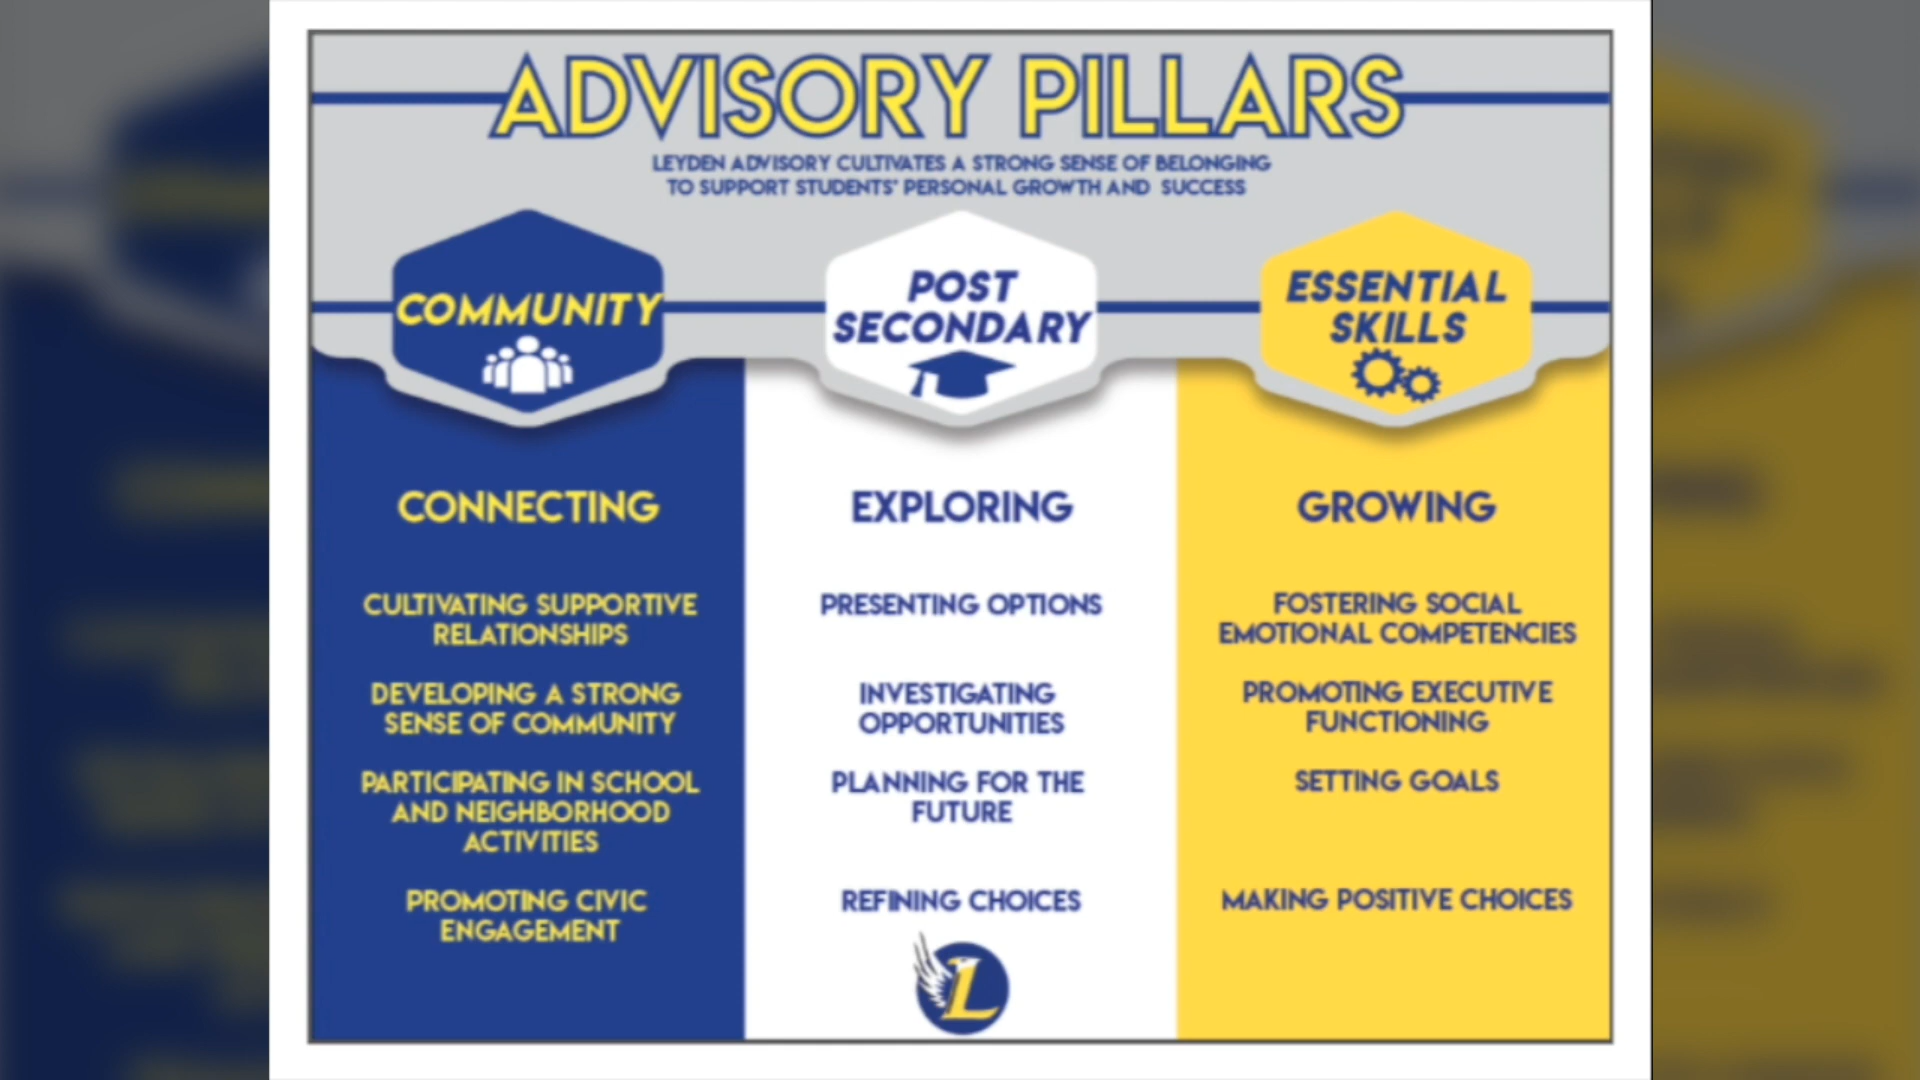 ADVISORY PILLARS
LEYDEN ADVISORY CULTIVATES A STRONG SENSE OF BELONGING
TO SUPPORT STUDENTS' PERSONAL GROWTH AND SUCCESS
COMMUNITY
CONNECTING
CULTIVATING SUPPORTIVE
RELATIONSHIPS
DEVELOPING A STRONG
SENSE OF COMMUNITY
PARTICIPATING IN SCHOOL
AND NEIGHBORHOOD
ACTIVITIES
PROMOTING CIVIC
ENGAGEMENT
POST
SECONDARY
EXPLORING
PRESENTING OPTIONS
INVESTIGATING
OPPORTUNITIES
PLANNING FOR THE
FUTURE
REFINING CHOICES
L
ESSENTIAL
SKILLS
GROWING
FOSTERING SOCIAL
EMOTIONAL COMPETENCIES
PROMOTING EXECUTIVE
FUNCTIONING
SETTING GOALS
MAKING POSITIVE CHOICES